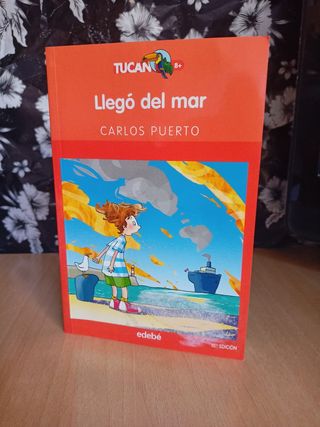 TUCAN 8+
Llegó del mar
CARLOS PUERTO
edebé
EDICIÓN